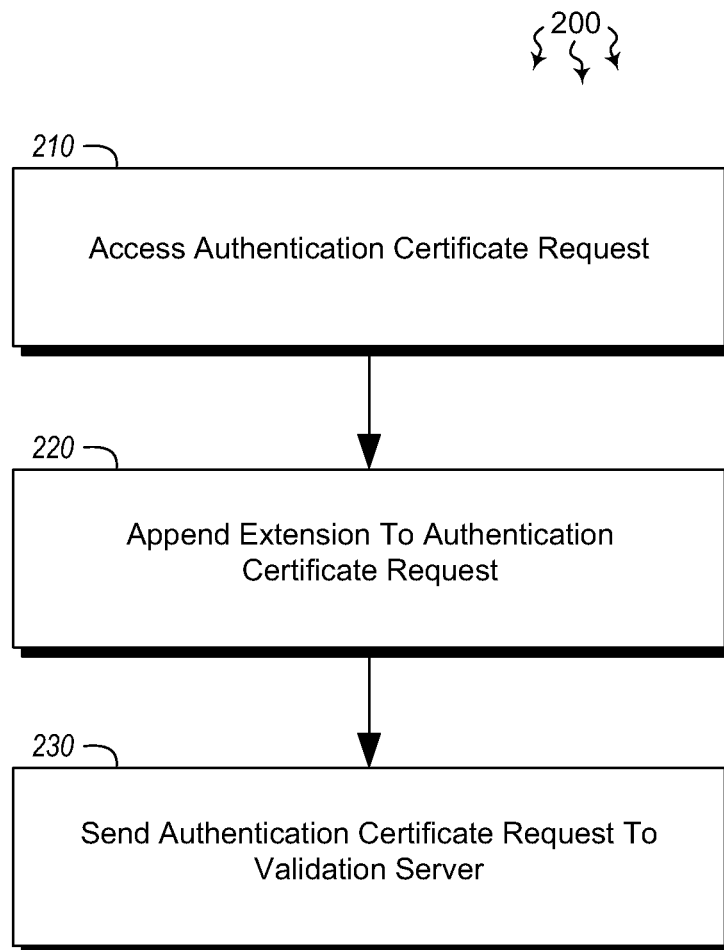 200
210
Access Authentication Certificate Request
220
Append Extension To Authentication
Certificate Request
230
Send Authentication Certificate Request To
Validation Server